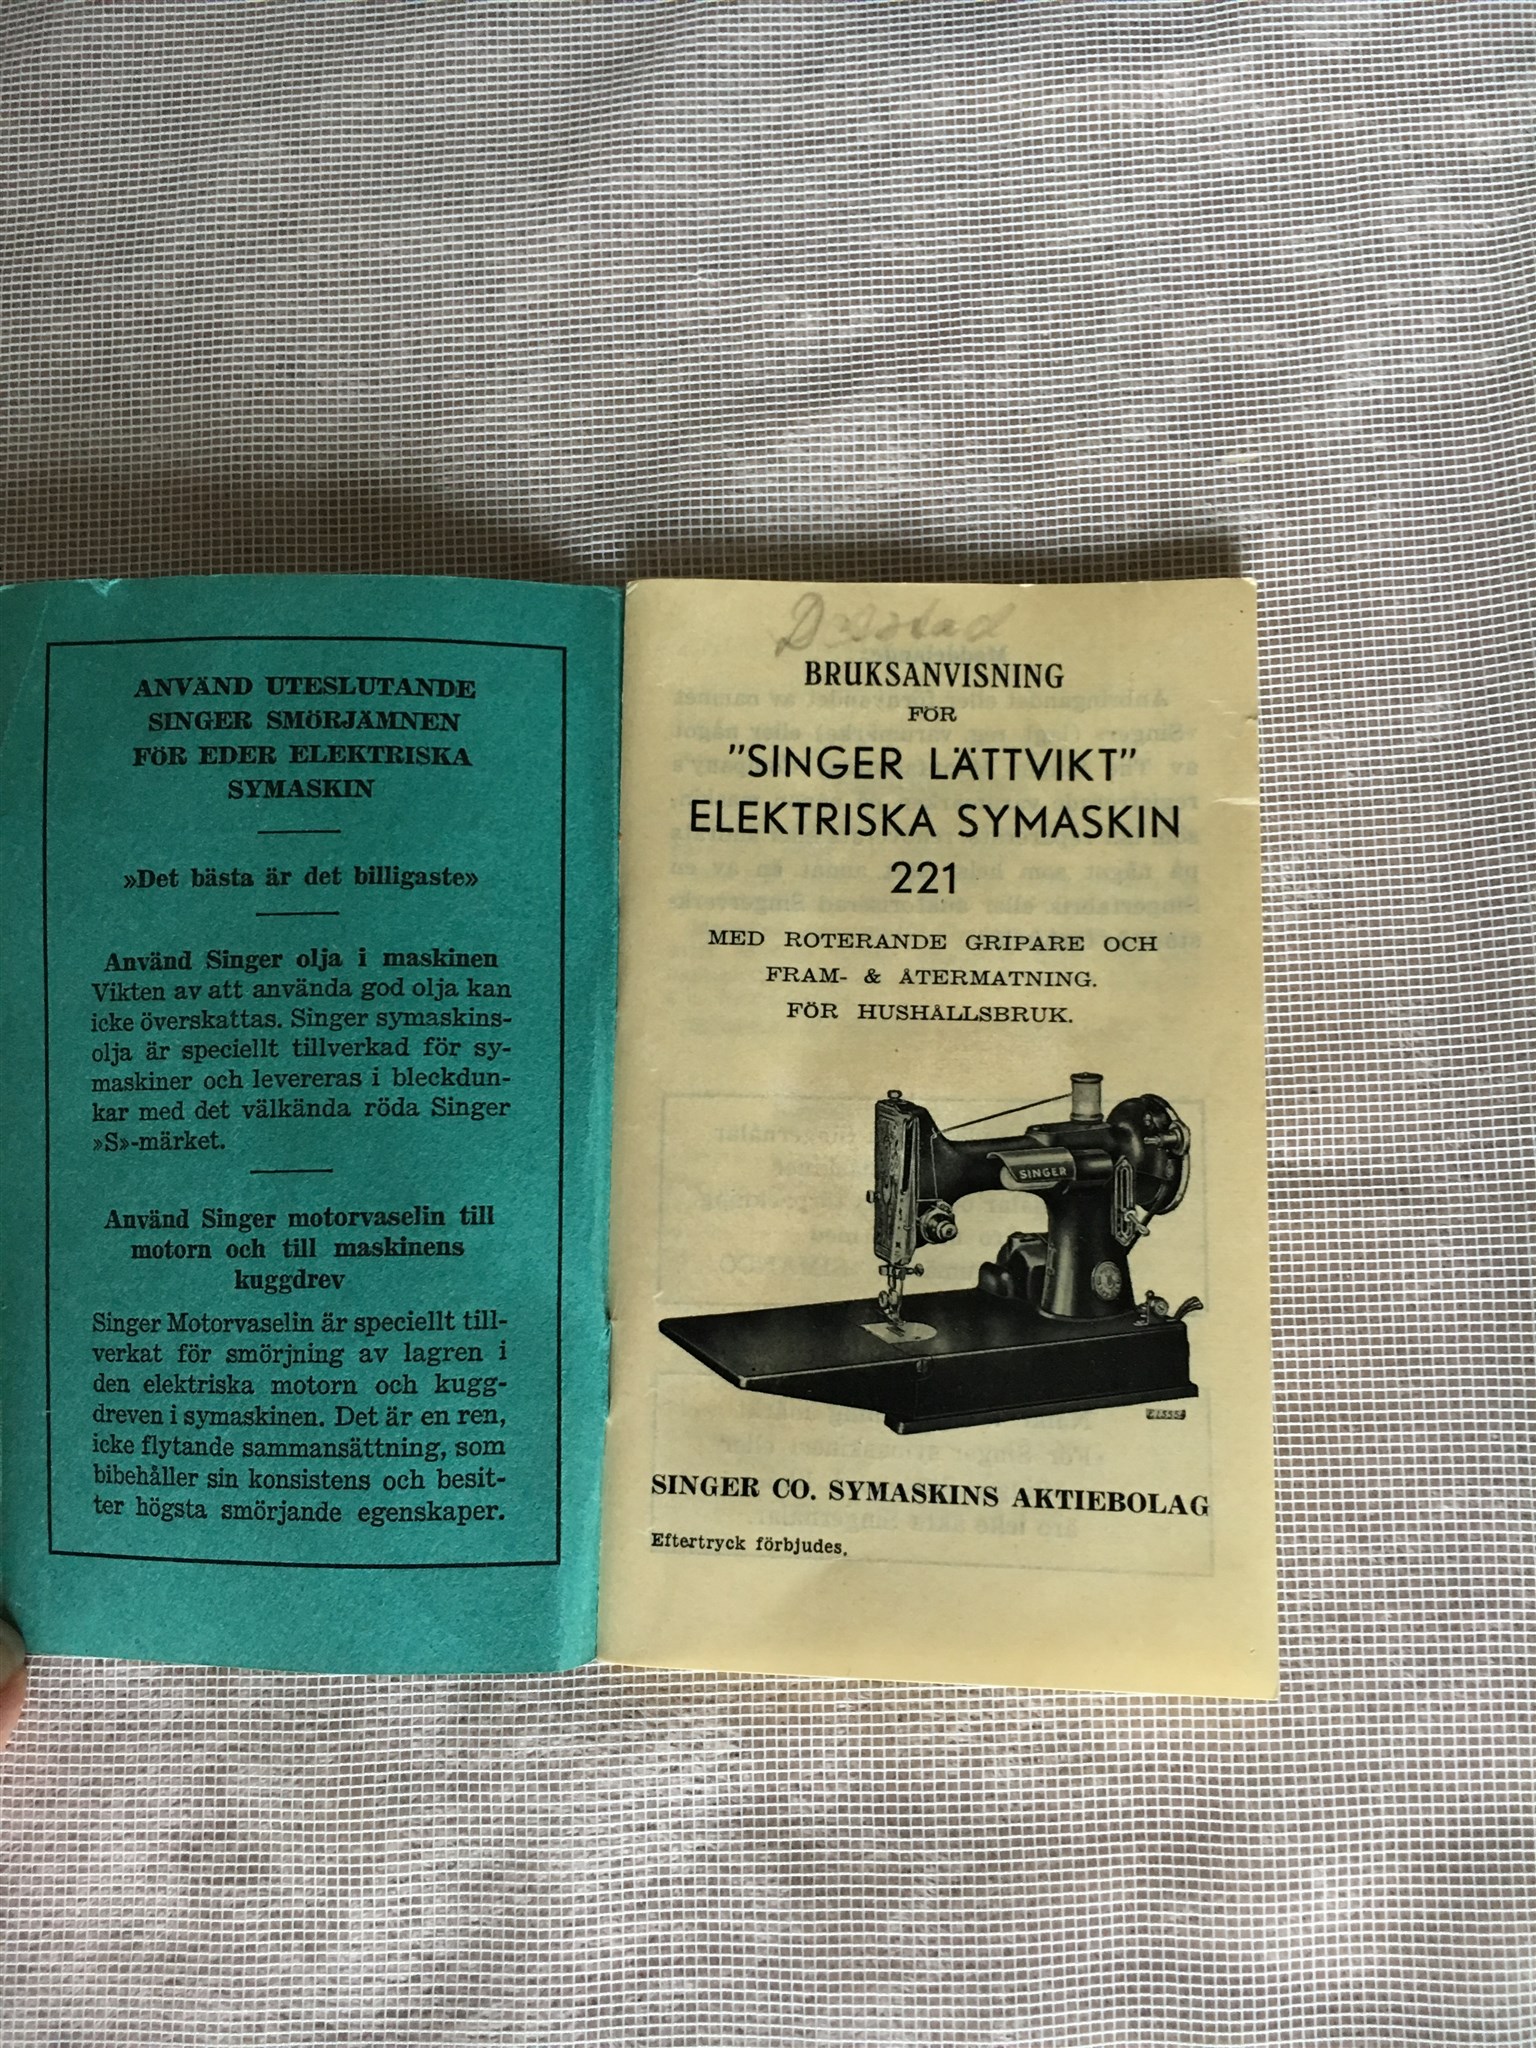 ANVÄND UTESLUTANDE
SINGER SMÖRJÄMNEN
FÖR EDER ELEKTRISKA
SYMASKIN
»Det bästa är det billigaste»
Använd Singer olja i maskinen
Vikten av att använda god olja kan
icke överskattas. Singer symaskins-
olja är speciellt tillverkad för sy-
maskiner och levereras i bleckdun-
kar med det välkända röda Singer
»S»-märket.
Använd Singer motorvaselin till
motorn och till maskinens
kuggdrev
Singer Motorvaselin är speciellt till-
verkat för smörjning av lagren i
den elektriska motorn och kugg-
dreven i symaskinen. Det är en ren,
icke flytande sammansättning, som
bibehåller sin konsistens och besit-
ter högsta smörjande egenskaper.
BRUKSANVISNING
FÖR
"SINGER LÄTTVIKT"
ELEKTRISKA SYMASKIN
221
MED ROTERANDE GRIPARE OCH
FRAM- & ÅTERMATNING.
FÖR HUSHÅLLSBRUK.
SINGER
SINGER CO. SYMASKINS AKTIEBOLAG
Eftertryck förbjudes.